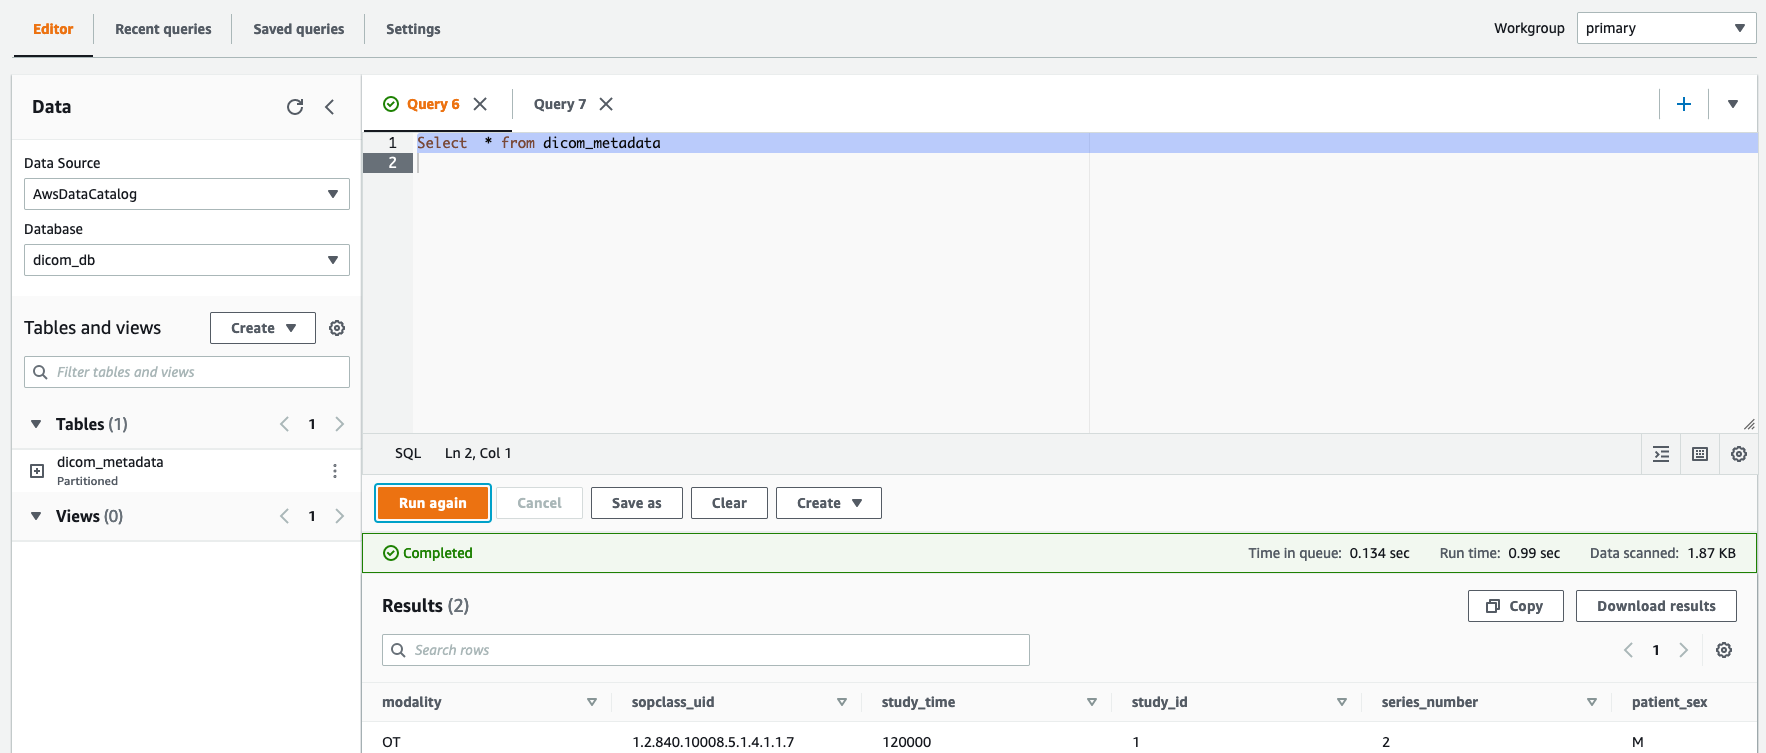 Editor Recent queries Saved queries Settings Workgroup primary
Data
Data Source
AwsDataCatalog
Database
dicom_db
Tables and views Create
Filter tables and views
Tables (1) 1
dicom_metadata
Partitioned
Views (0) 1
Query 6 Query 7
1 Select  * from dicom_metadata
2
SQL Ln 2, Col 1
Run again Cancel Save as Clear Create
Completed Time in queue: 0.134 sec Run time: 0.99 sec Data scanned: 1.87 KB
Results (2) Copy Download results
Search rows 1
modality sopclass_uid study_time study_id series_number patient_sex
OT 1.2.840.10008.5.1.4.1.1.7 120000 1 2 M